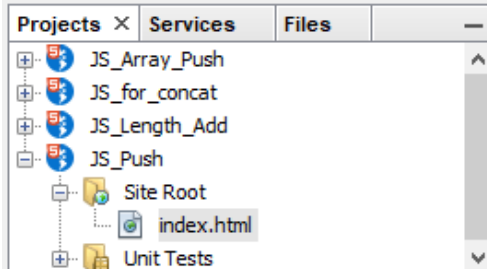 Projects Services Files
JS_Array_Push
JS_for_concat
JS_Length_Add
JS_Push
Site Root
index.html
Unit Tests